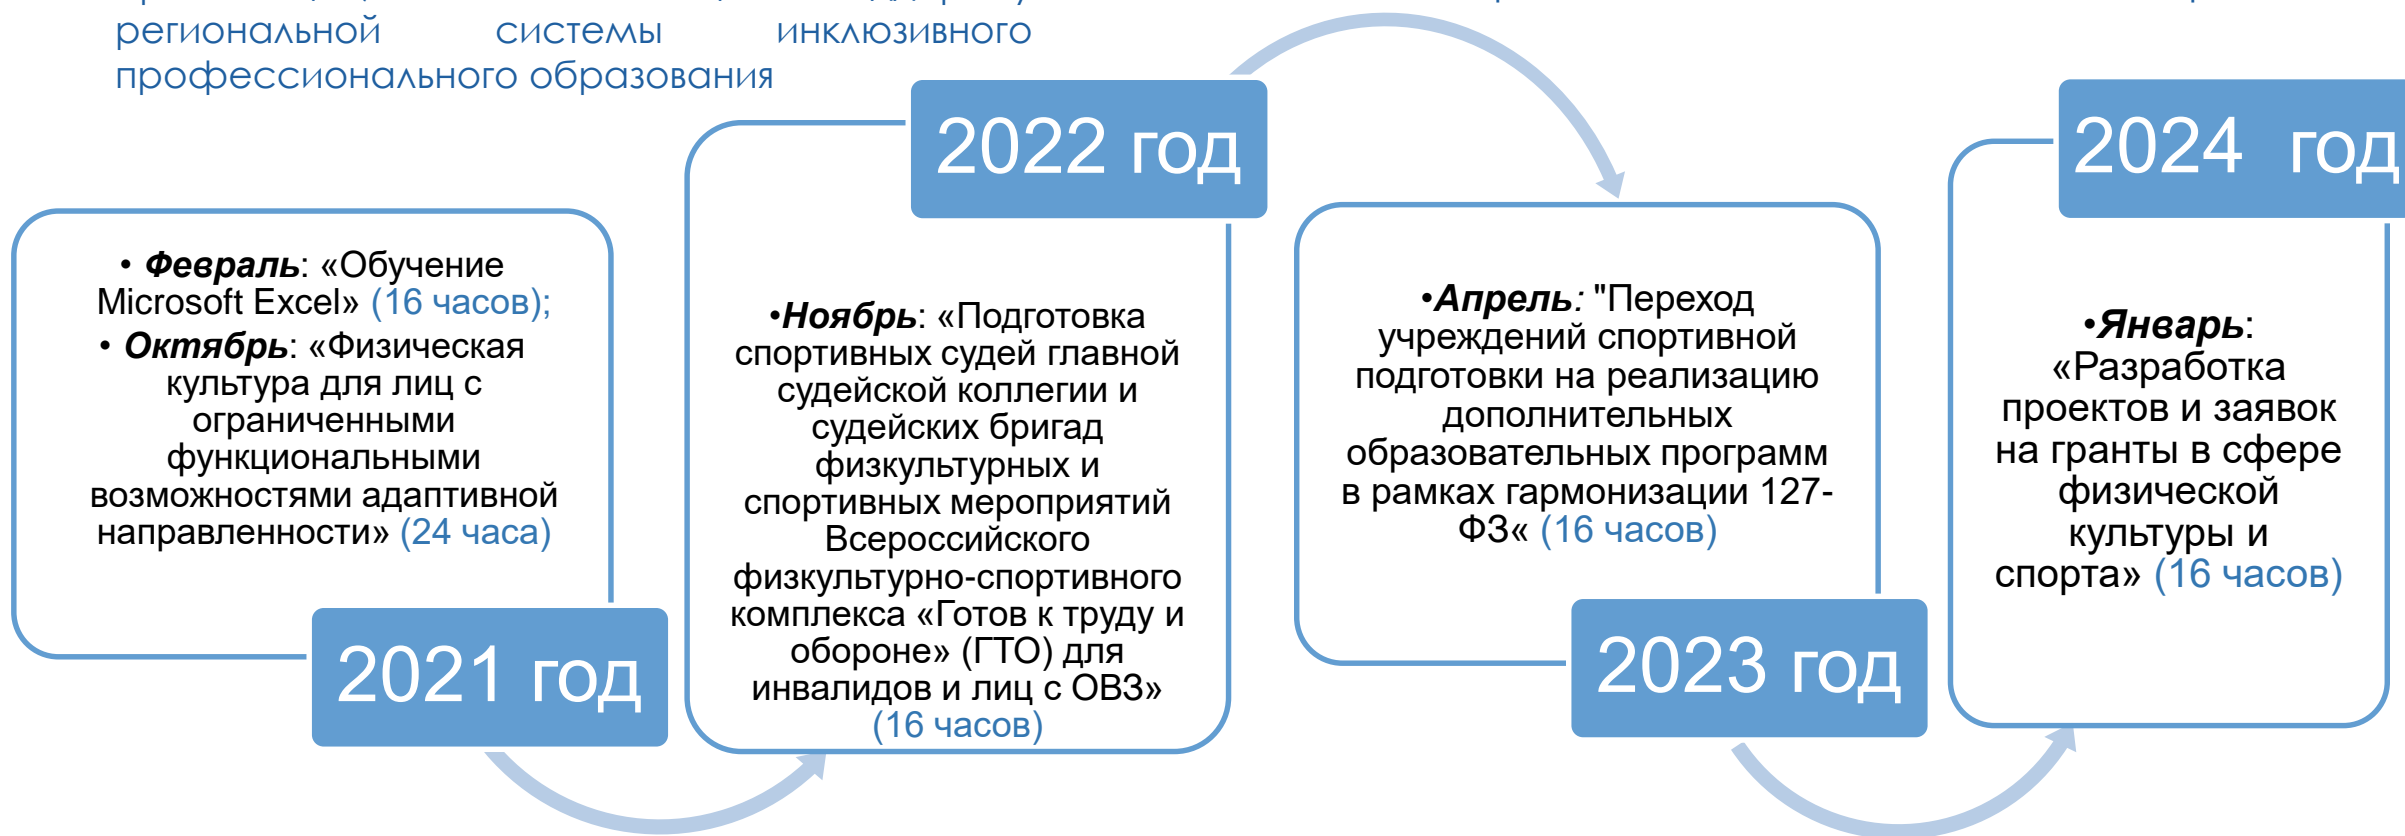 региональной системы инклюзивного
профессионального образования
2022 год
2024 год
• Февраль: «Обучение
Microsoft Excel» (16 часов);
• Октябрь: «Физическая
культура для лиц с
ограниченными
функциональными
возможностями адаптивной
направленности» (24 часа)
2021 год
•Ноябрь: «Подготовка
спортивных судей главной
судейской коллегии и
судейских бригад
физкультурных и
спортивных мероприятий
Всероссийского
физкультурно-спортивного
комплекса «Готов к труду и
обороне» (ГТО) для
инвалидов и лиц с ОВЗ»
(16 часов)
•Апрель: "Переход
учреждений спортивной
подготовки на реализацию
дополнительных
образовательных программ
в рамках гармонизации 127-
ФЗ« (16 часов)
2023 год
•Январь:
«Разработка
проектов и заявок
на гранты в сфере
физической
культуры и
спорта» (16 часов)